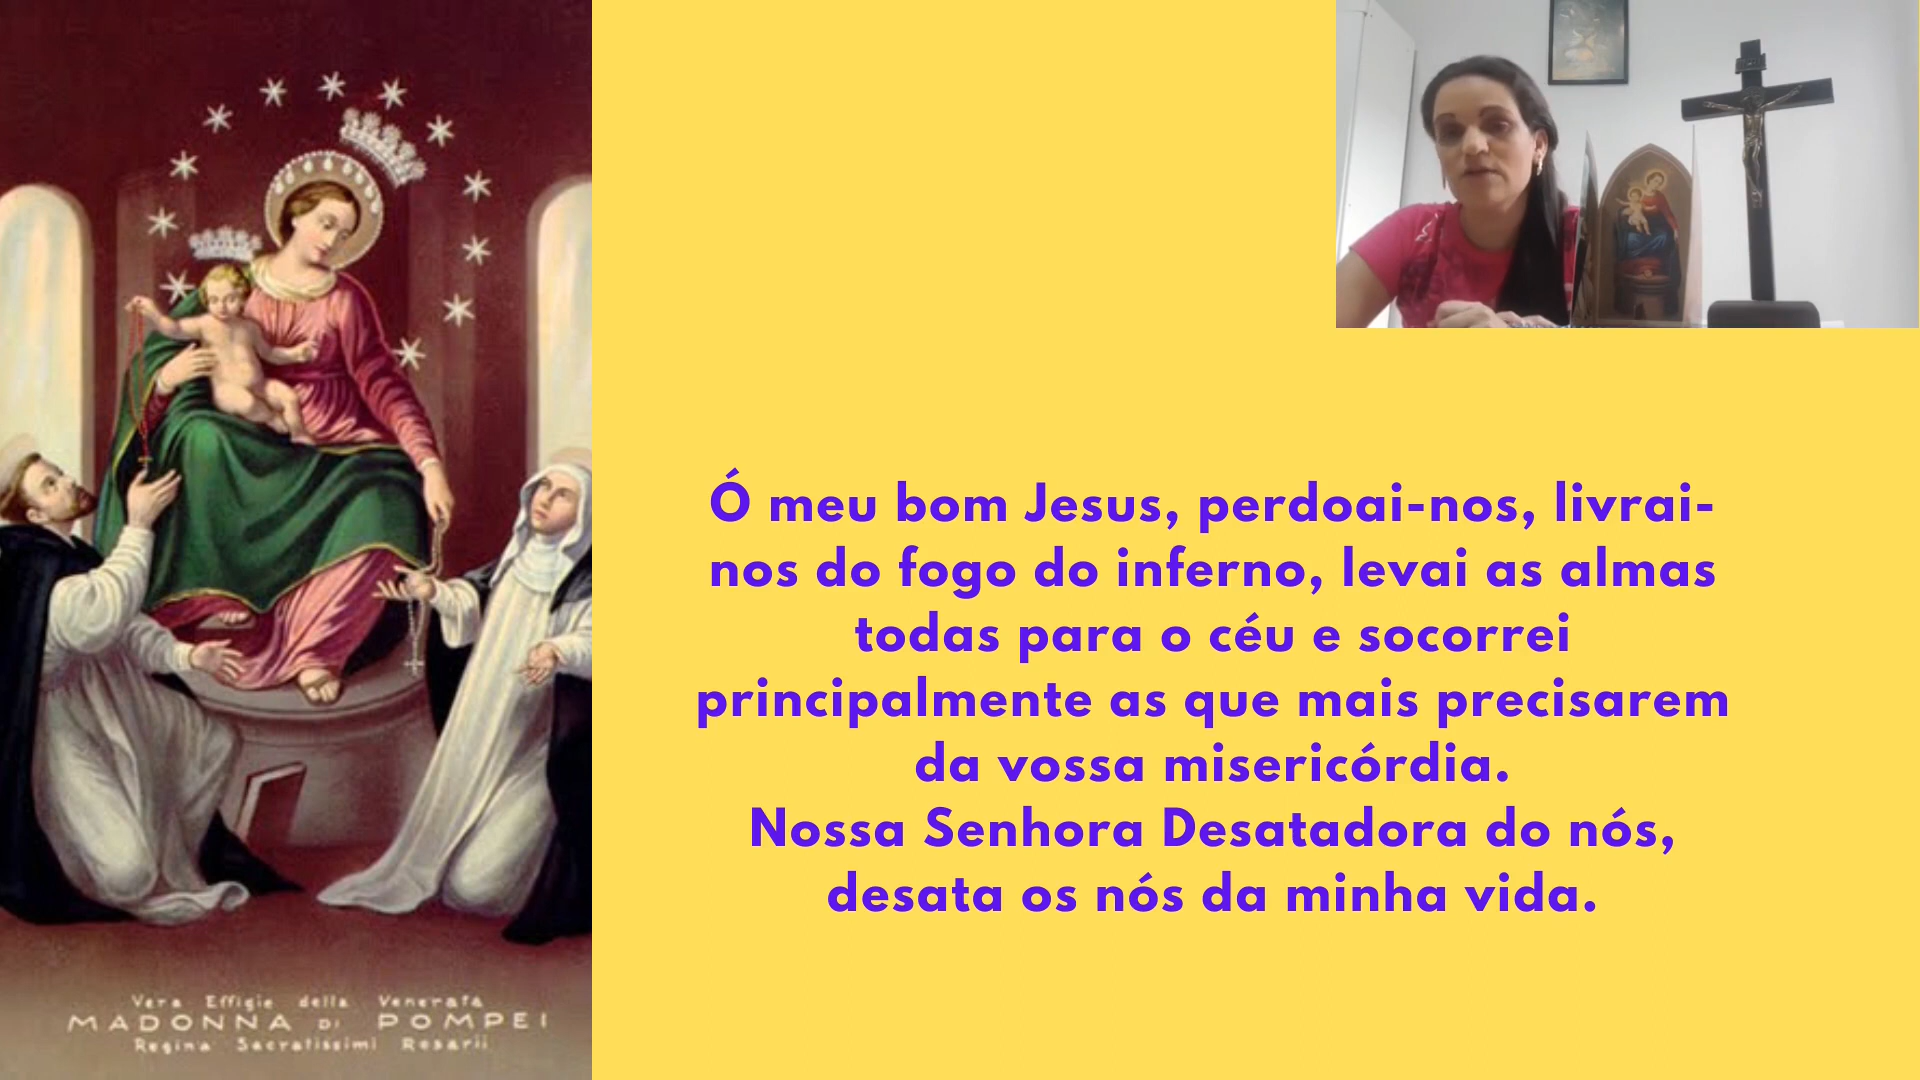 Ó meu bom Jesus, perdoai-nos, livrai-
nos do fogo do inferno, levai as almas
todas para o céu e socorrei
principalmente as que mais precisarem
da vossa misericórdia.
Nossa Senhora Desatadora do nós,
desata os nós da minha vida.
Vera Effigie della Venerata
MADONNA DI POMPEI
Regina Sacratissimi Rosarii